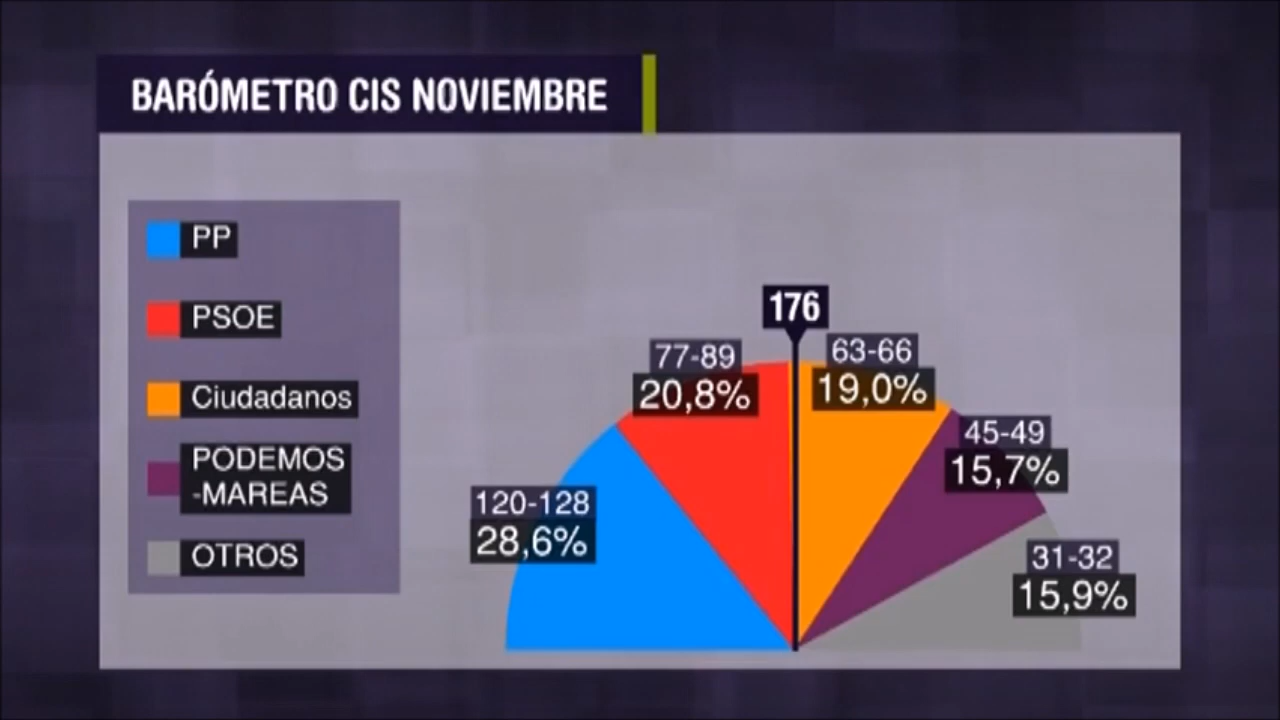 BARÓMETRO CIS NOVIEMBRE
PP
PSOE
Ciudadanos
PODEMOS
-MAREAS
OTROS
176
77-89
20,8%
63-66
19,0%
45-49
15,7%
120-128
28,6%
31-32
15,9%